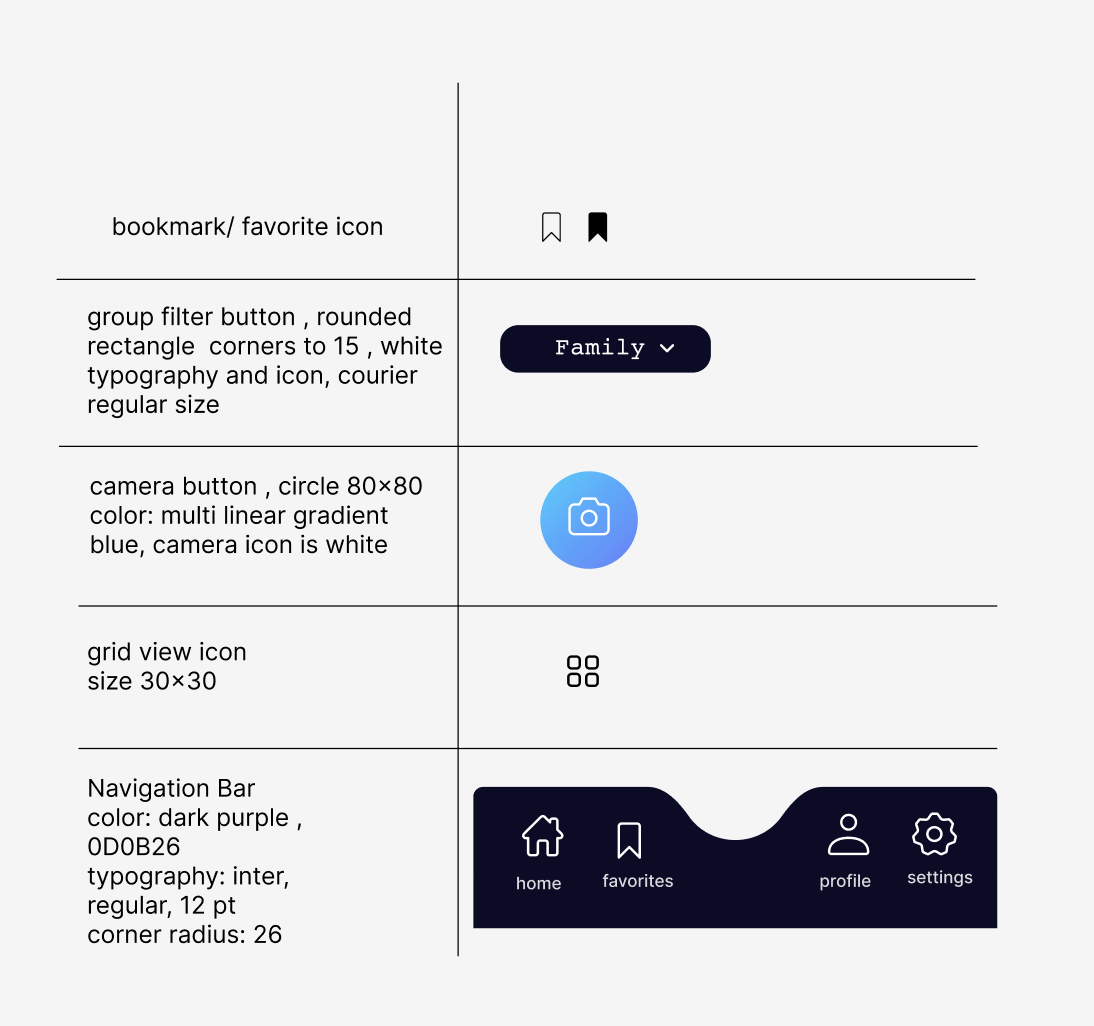 bookmark/ favorite icon
group filter button , rounded
rectangle  corners to 15 , white
typography and icon, courier
regular size
Family
camera button , circle 80×80
color: multi linear gradient
blue, camera icon is white
grid view icon
size 30×30
Navigation Bar
color: dark purple ,
0D0B26
typography: inter,
regular, 12 pt
corner radius: 26
home favorites profile settings